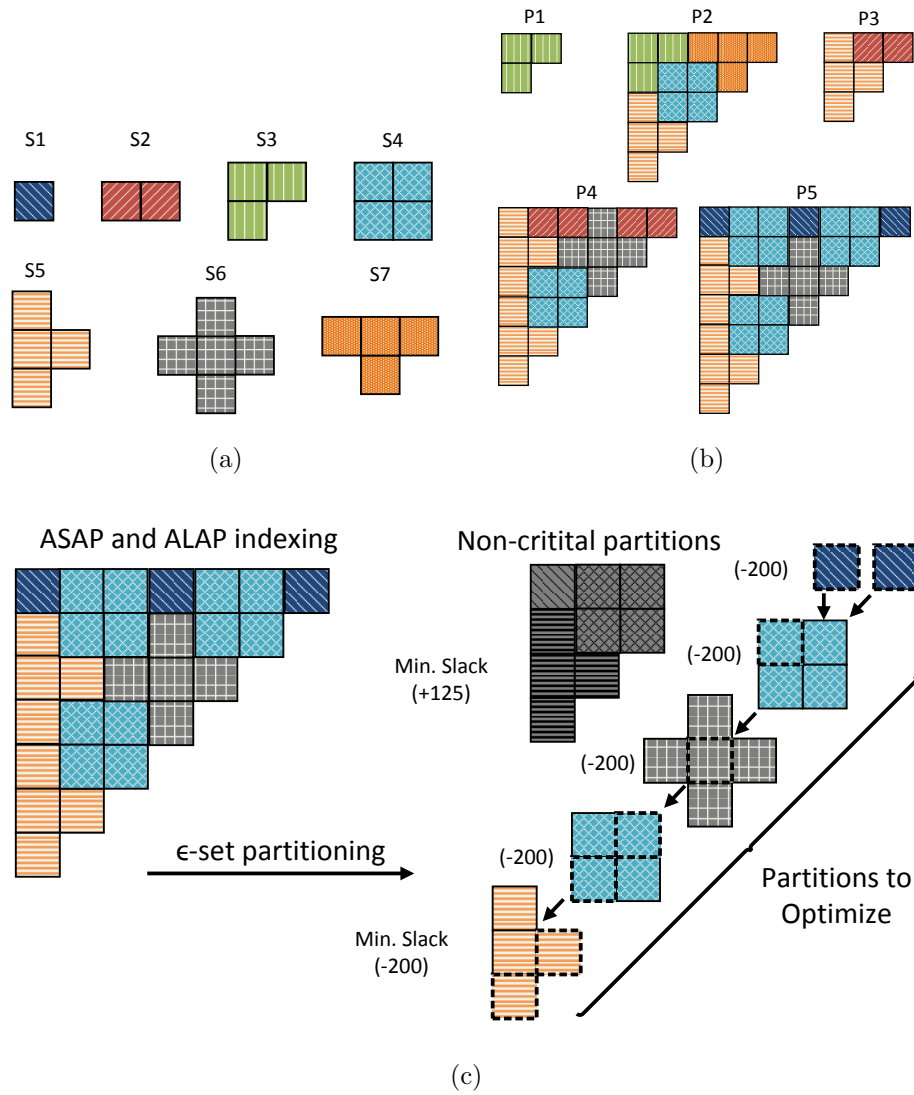 P1 P2 P3
S1 S2 S3 S4
P4 P5
S5 S6 S7
(a) (b)
ASAP and ALAP indexing
Non-critital partitions
(-200)
(-200)
Min. Slack
(+125)
(-200)
ϵ-set partitioning
(-200)
Partitions to
Optimize
Min. Slack
(-200)
(c)